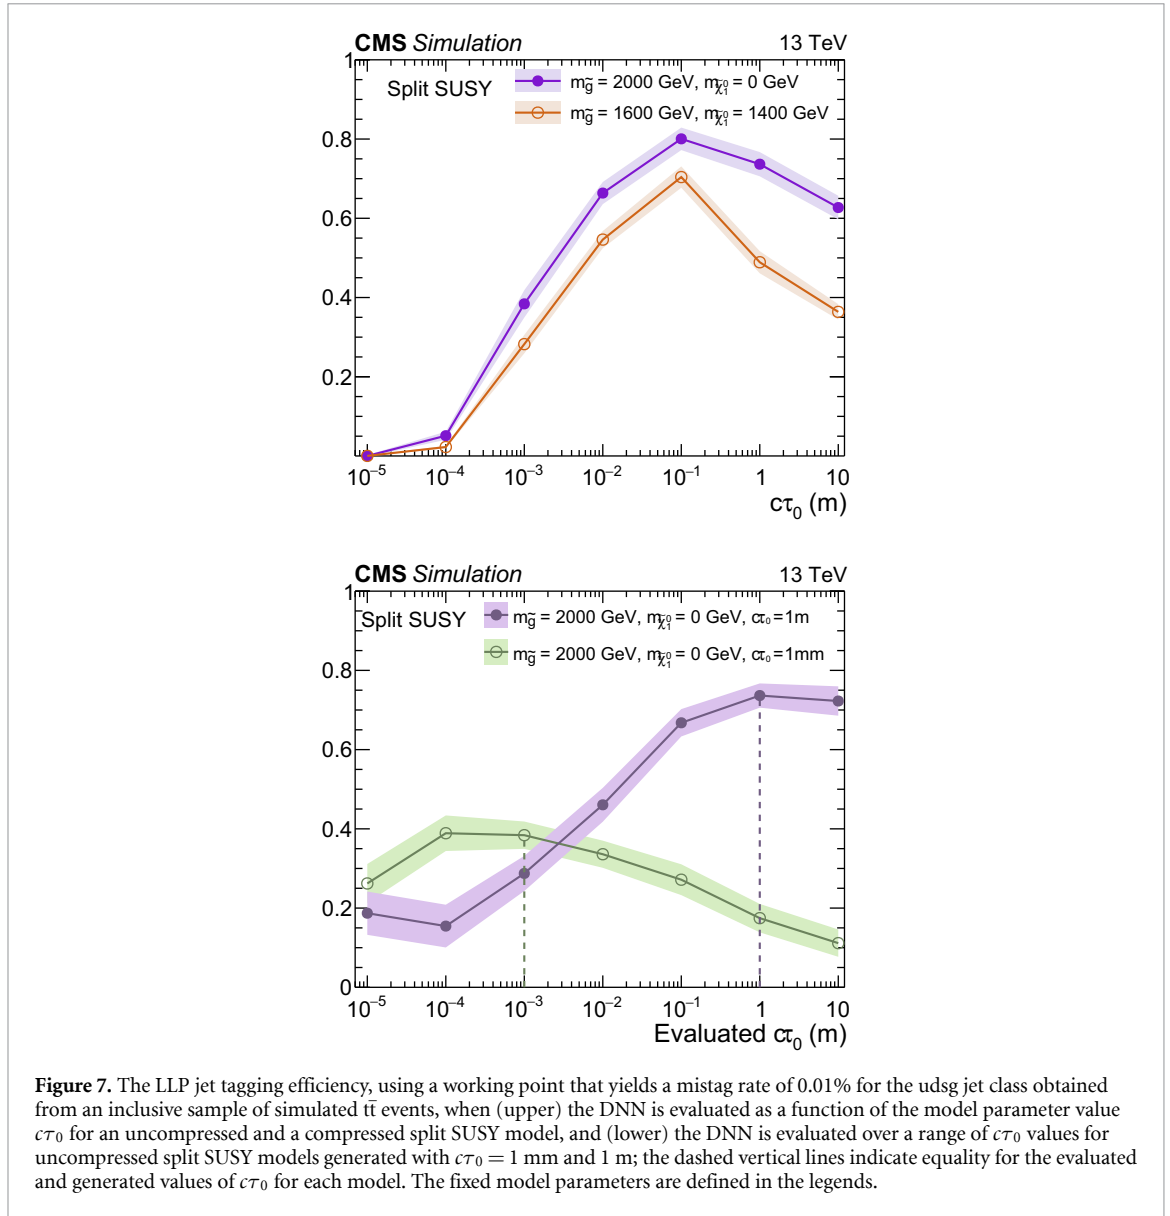 CMS Simulation 13 TeV
1
Split SUSY
m_g̃ = 2000 GeV, m_χ̃⁰₁ = 0 GeV
m_g̃ = 1600 GeV, m_χ̃⁰₁ = 1400 GeV
0.8
0.6
0.4
0.2
10⁻⁵ 10⁻⁴ 10⁻³ 10⁻² 10⁻¹ 1 10
cτ₀ (m)
CMS Simulation 13 TeV
1
Split SUSY
m_g̃ = 2000 GeV, m_χ̃⁰₁ = 0 GeV, cτ₀ =1m
m_g̃ = 2000 GeV, m_χ̃⁰₁ = 0 GeV, cτ₀ =1mm
0.8
0.6
0.4
0.2
0
10⁻⁵ 10⁻⁴ 10⁻³ 10⁻² 10⁻¹ 1 10
Evaluated cτ₀ (m)
Figure 7. The LLP jet tagging efficiency, using a working point that yields a mistag rate of 0.01% for the udsg jet class obtained
from an inclusive sample of simulated tt̄ events, when (upper) the DNN is evaluated as a function of the model parameter value
cτ₀ for an uncompressed and a compressed split SUSY model, and (lower) the DNN is evaluated over a range of cτ₀ values for
uncompressed split SUSY models generated with cτ₀ = 1 mm and 1 m; the dashed vertical lines indicate equality for the evaluated
and generated values of cτ₀ for each model. The fixed model parameters are defined in the legends.